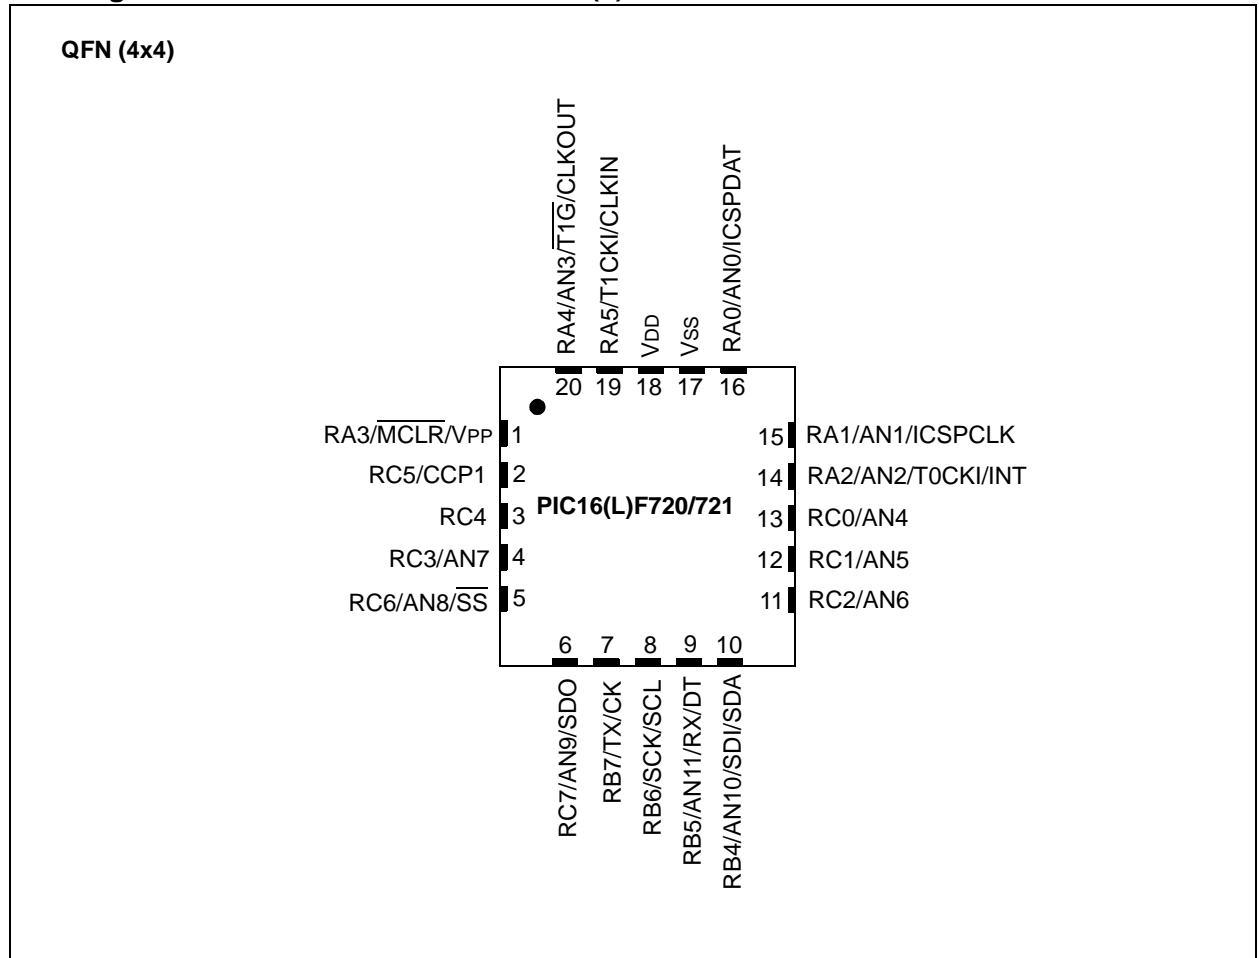 QFN (4x4)
RA4/AN3/T1G/CLKOUT
RA5/T1CKI/CLKIN
VDD
VSS
RA0/AN0/ICSPDAT
20 19 18 17 16
RA3/MCLR/VPP 1
RC5/CCP1 2
RC4 3
RC3/AN7 4
RC6/AN8/SS 5
PIC16(L)F720/721
15 RA1/AN1/ICSPCLK
14 RA2/AN2/T0CKI/INT
13 RC0/AN4
12 RC1/AN5
11 RC2/AN6
6 7 8 9 10
RC7/AN9/SDO
RB7/TX/CK
RB6/SCK/SCL
RB5/AN11/RX/DT
RB4/AN10/SDI/SDA